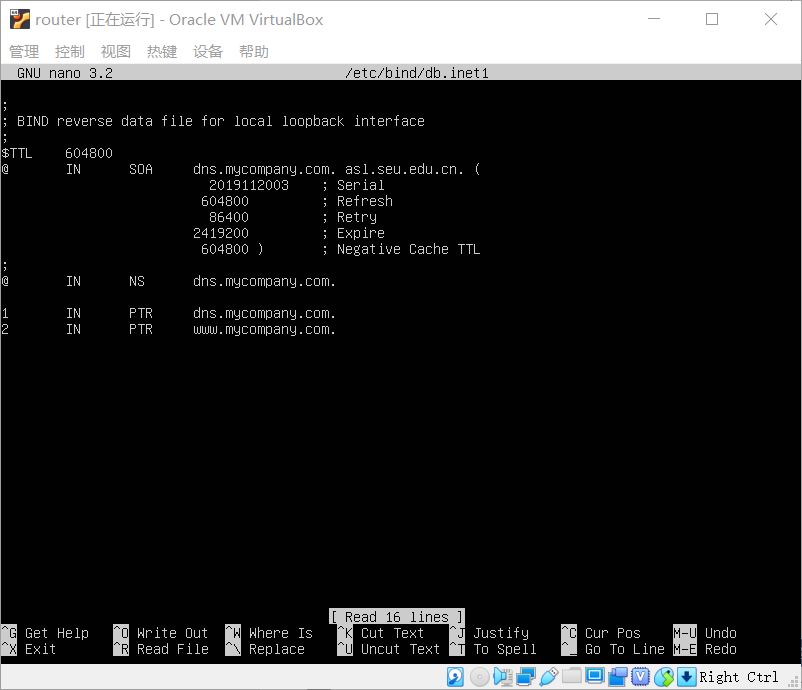 router [正在运行] - Oracle VM VirtualBox
管理 控制 视图 热键 设备 帮助
GNU nano 3.2 /etc/bind/db.inet1
;
; BIND reverse data file for local loopback interface
;
$TTL 604800
@ IN SOA dns.mycompany.com. asl.seu.edu.cn. (
2019112003 ; Serial
604800 ; Refresh
86400 ; Retry
2419200 ; Expire
604800 ) ; Negative Cache TTL
;
@ IN NS dns.mycompany.com.
1 IN PTR dns.mycompany.com.
2 IN PTR www.mycompany.com.
[ Read 16 lines ]
^G Get Help ^O Write Out ^W Where Is ^K Cut Text ^J Justify ^C Cur Pos M-U Undo
^X Exit ^R Read File ^\ Replace ^U Uncut Text ^T To Spell ^_ Go To Line M-E Redo
Right Ctrl